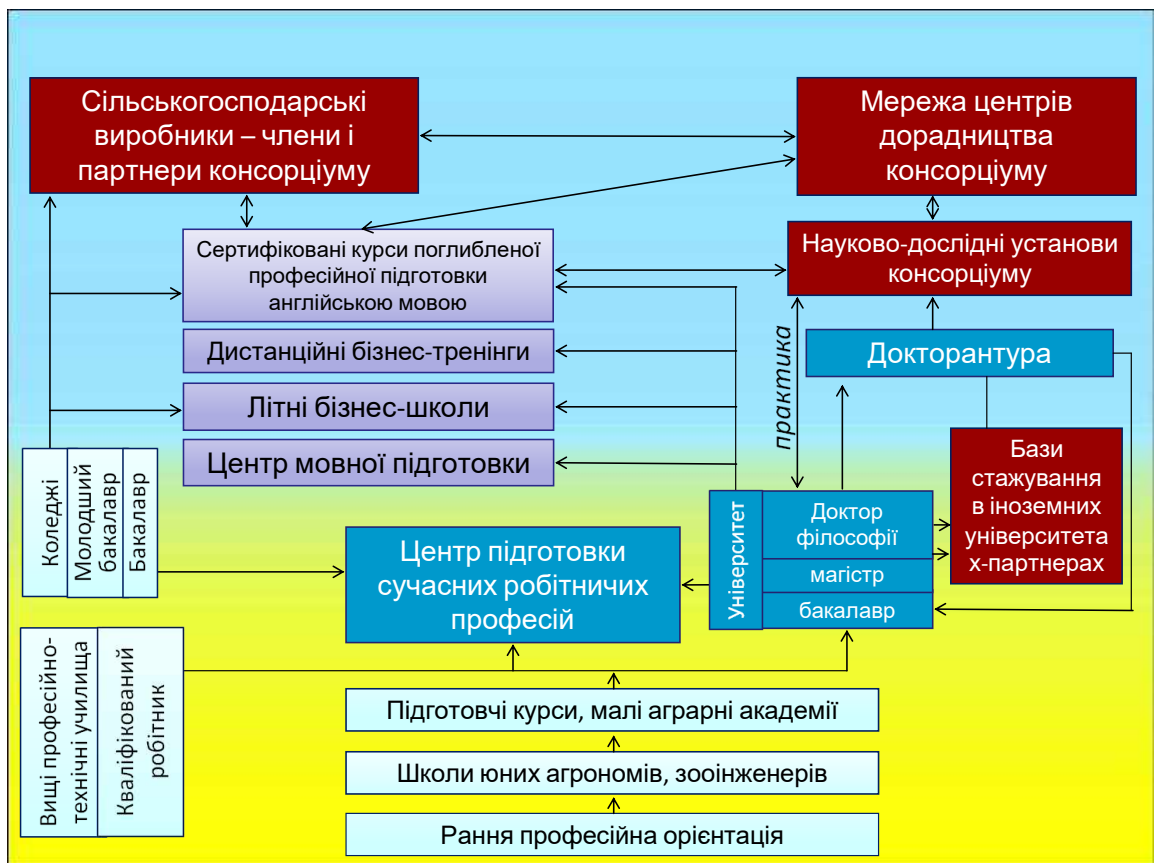 Сільськогосподарські
виробники – члени і
партнери консорціуму
Мережа центрів
дорадництва
консорціуму
Сертифіковані курси поглибленої
професійної підготовки
англійською мовою
Науково-дослідні установи
консорціуму
Дистанційні бізнес-тренінги
практика
Докторантура
Літні бізнес-школи
Центр мовної підготовки
Бази
стажування
в іноземних
університета
х-партнерах
Коледжі
Молодший
бакалавр
Бакалавр
Університет
Доктор
філософії
магістр
бакалавр
Центр підготовки
сучасних робітничих
професій
Вищі професійно-
технічні училища
Кваліфікований
робітник
Підготовчі курси, малі аграрні академії
Школи юних агрономів, зооінженерів
Рання професійна орієнтація